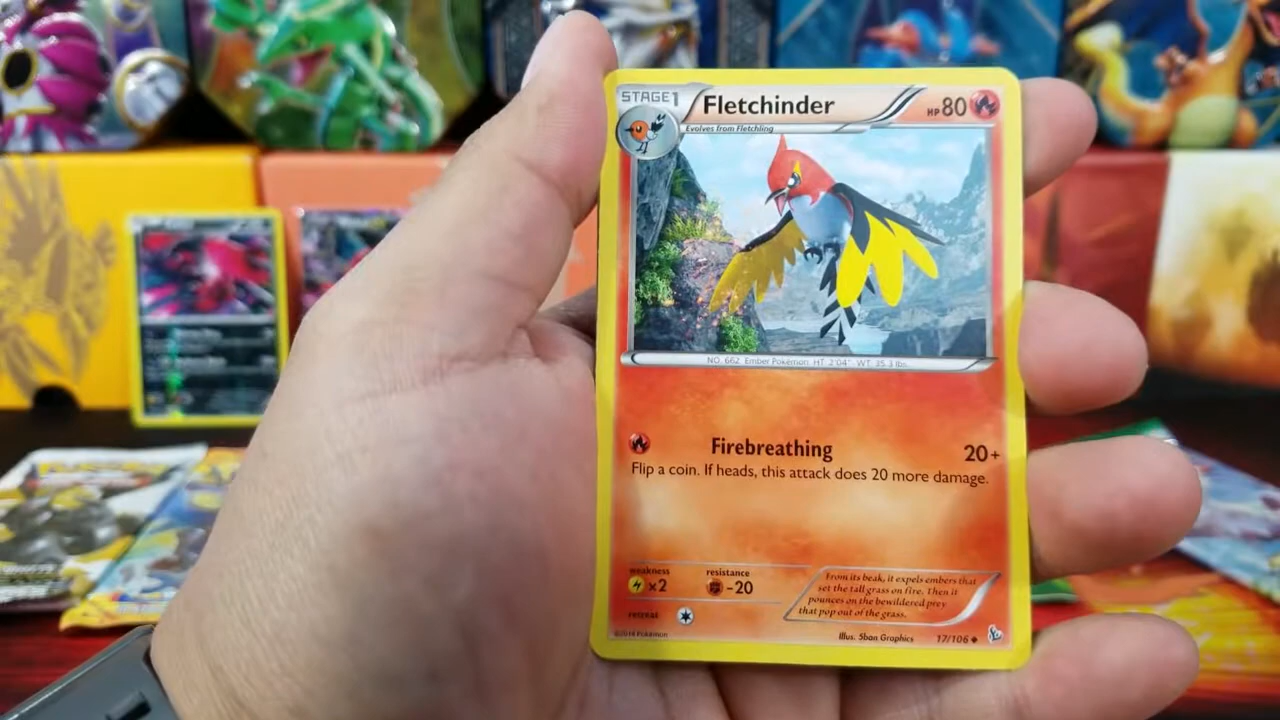 STAGE1
Fletchinder
HP80
Evolves from Fletchling
NO. 662 Ember Pokémon HT: 2'04" WT: 35.3 lbs.
Firebreathing 20+
Flip a coin. If heads, this attack does 20 more damage.
weakness
×2
resistance
-20
retreat
From its beak, it expels embers that
set the tall grass on fire. Then it
pounces on the bewildered prey
that pop out of the grass.
©2014 Pokémon
Illus. 5ban Graphics
17/106